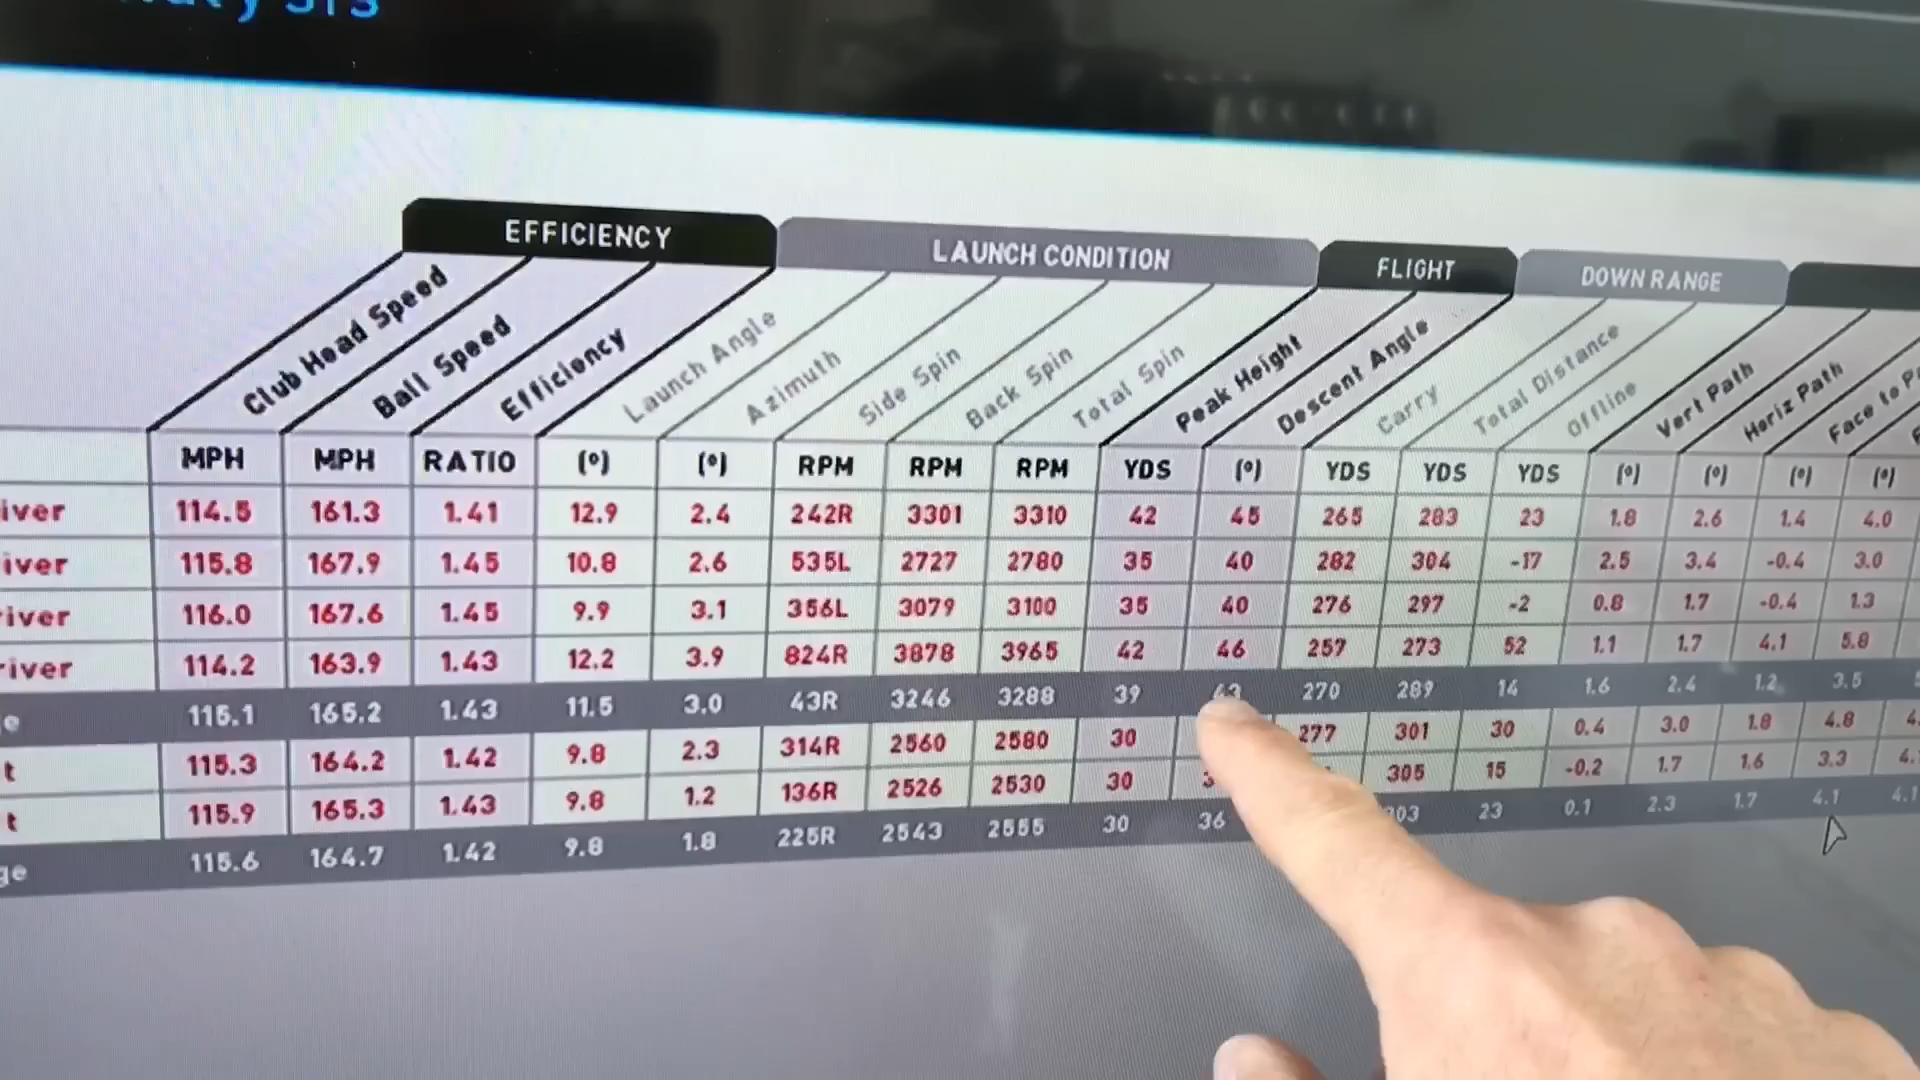 EFFICIENCY LAUNCH CONDITION FLIGHT DOWN RANGE
Club Head Speed Ball Speed Efficiency Launch Angle Azimuth Side Spin Back Spin Total Spin Peak Height Descent Angle Carry Total Distance Offline Vert Path Horiz Path Face to
MPH MPH RATIO (°) (°) RPM RPM RPM YDS (°) YDS YDS YDS (°) (°) (°) (°)
iver 114.5 161.3 1.41 12.9 2.4 242R 3301 3310 42 45 265 283 23 1.8 2.6 1.4 4.0
iver 115.8 167.9 1.45 10.8 2.6 535L 2727 2780 35 40 282 304 -17 2.5 3.4 -0.4 3.0
iver 116.0 167.6 1.45 9.9 3.1 356L 3079 3100 35 40 276 297 -2 0.8 1.7 -0.4 1.3
river 114.2 163.9 1.43 12.2 3.9 824R 3878 3965 42 46 257 273 52 1.1 1.7 4.1 5.8
e 115.1 165.2 1.43 11.5 3.0 43R 3246 3288 39 43 270 289 14 1.6 2.4 1.2 3.5
t 115.3 164.2 1.42 9.8 2.3 314R 2560 2580 30 277 301 30 0.4 3.0 1.8 4.8
t 115.9 165.3 1.43 9.8 1.2 136R 2526 2530 30 305 15 -0.2 1.7 1.6 3.3
ge 115.6 164.7 1.42 9.8 1.8 225R 2543 2555 30 36 303 23 0.1 2.3 1.7 4.1 4.1